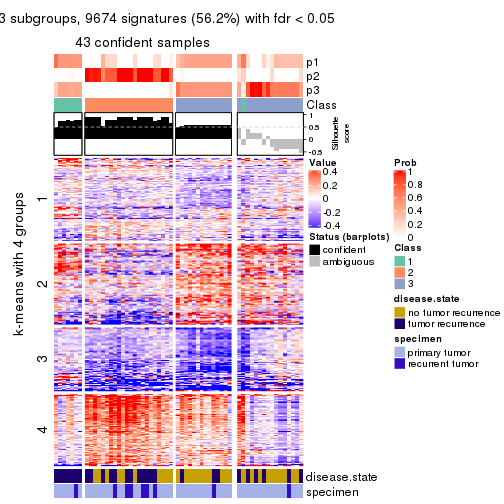 3 subgroups, 9674 signatures (56.2%) with fdr < 0.05
43 confident samples
p1
p2
p3
Class
1
0.5
0
-0.5
Silhouette
score
k-means with 4 groups
1
2
3
4
Value
0.4
0.2
0
-0.2
-0.4
Status (barplots)
confident
ambiguous
Prob
1
0.8
0.6
0.4
0.2
0
Class
1
2
3
disease.state
no tumor recurrence
tumor recurrence
specimen
primary tumor
recurrent tumor
disease.state
specimen